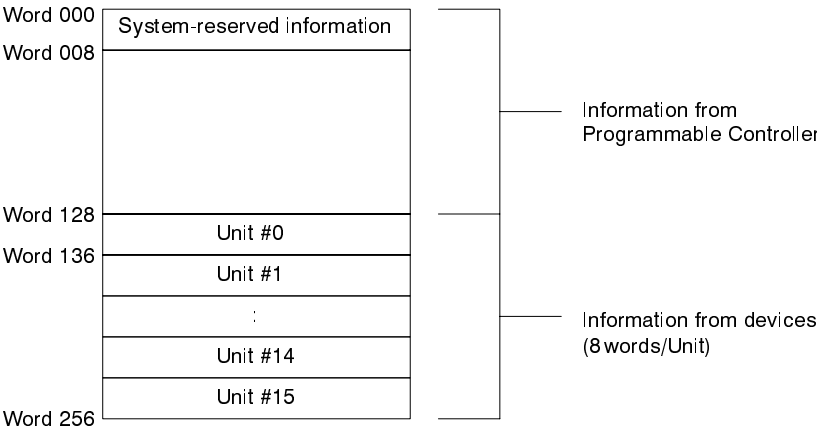 Word 000
System-reserved information
Word 008
Information from
Programmable Controller
Word 128
Unit #0
Word 136
Unit #1
:
Information from devices
(8 words/Unit)
Unit #14
Unit #15
Word 256